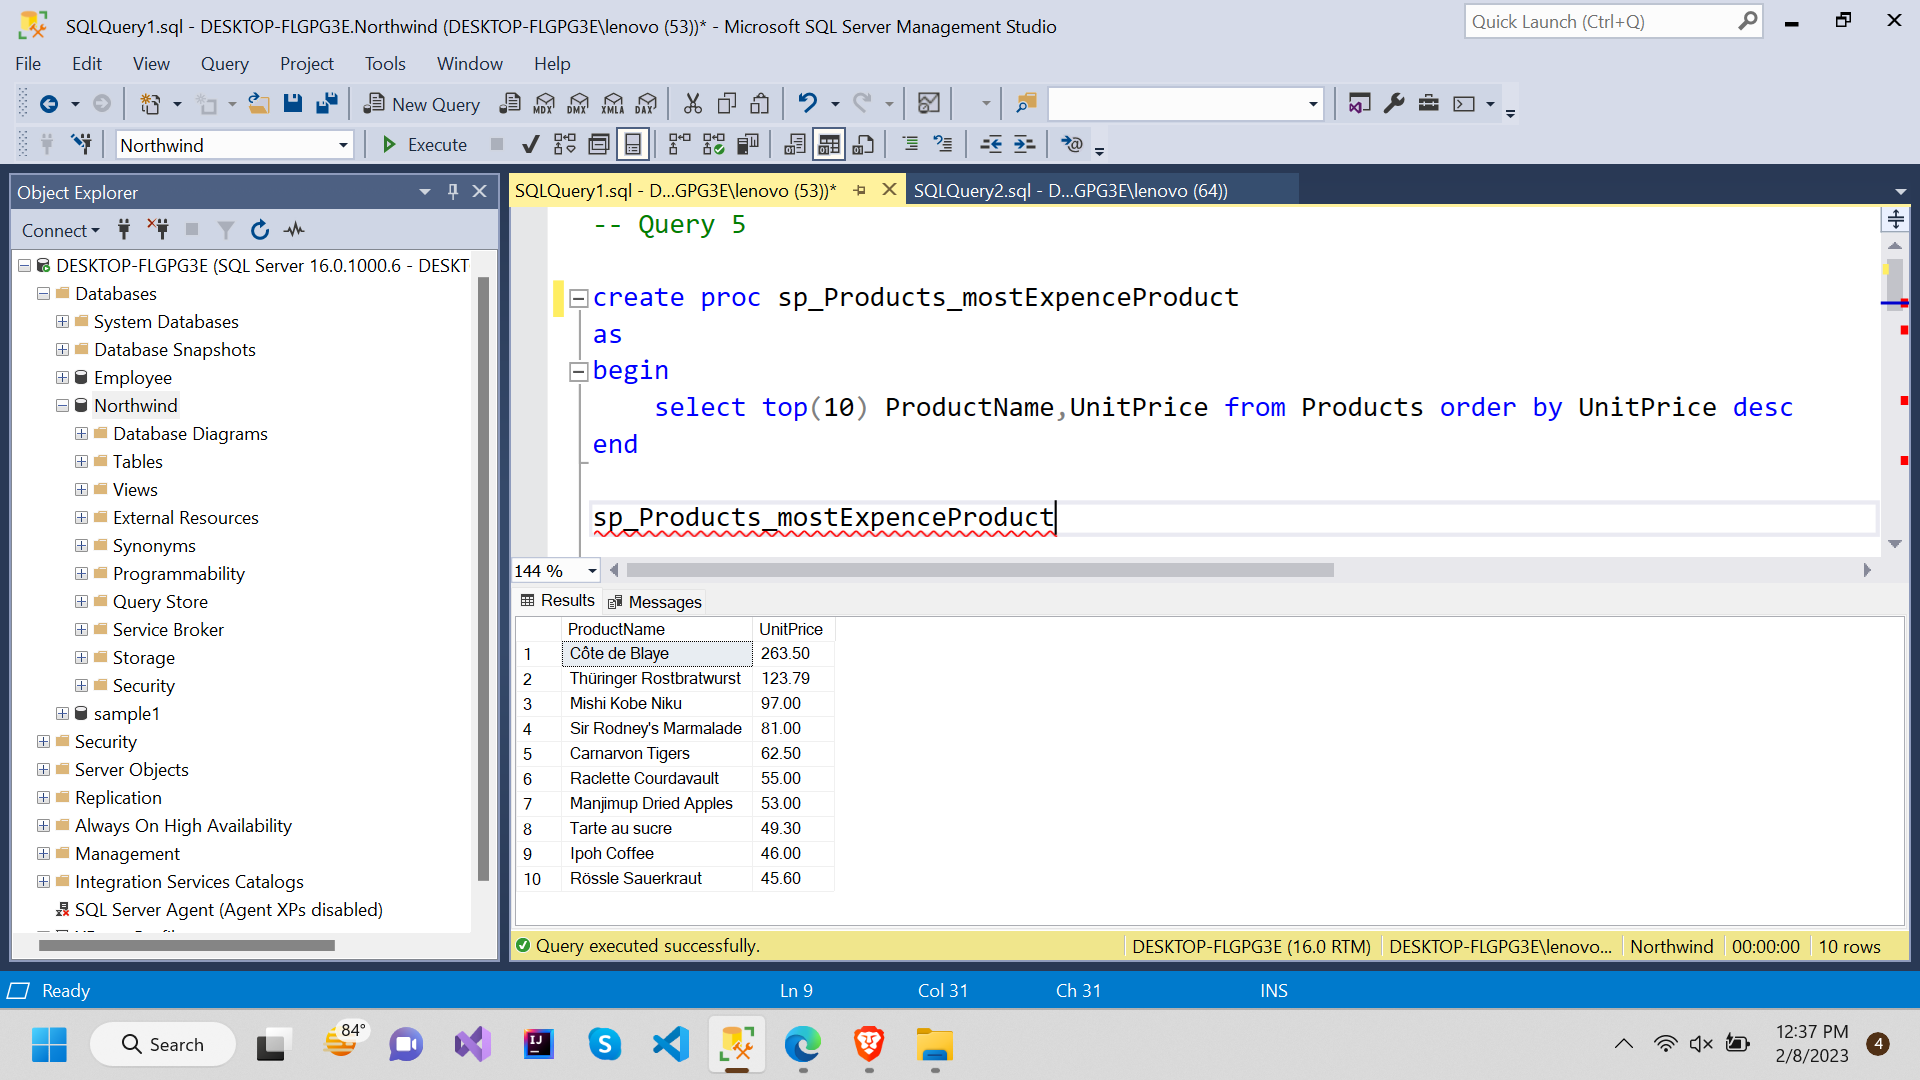 SQLQuery1.sql - DESKTOP-FLGPG3E.Northwind (DESKTOP-FLGPG3E\lenovo (53))* - Microsoft SQL Server Management Studio
Quick Launch (Ctrl+Q)
File Edit View Query Project Tools Window Help
New Query MDX DMX XMLA DAX
Northwind Execute
Object Explorer
SQLQuery1.sql - D...GPG3E\lenovo (53))* SQLQuery2.sql - D...GPG3E\lenovo (64))
Connect
DESKTOP-FLGPG3E (SQL Server 16.0.1000.6 - DESKT
Databases
System Databases
Database Snapshots
Employee
Northwind
Database Diagrams
Tables
Views
External Resources
Synonyms
Programmability
Query Store
Service Broker
Storage
Security
sample1
Security
Server Objects
Replication
Always On High Availability
Management
Integration Services Catalogs
SQL Server Agent (Agent XPs disabled)
-- Query 5
create proc sp_Products_mostExpenceProduct
as
begin
select top(10) ProductName,UnitPrice from Products order by UnitPrice desc
end
sp_Products_mostExpenceProduct
144 %
Results Messages
ProductName UnitPrice
1 Côte de Blaye 263.50
2 Thüringer Rostbratwurst 123.79
3 Mishi Kobe Niku 97.00
4 Sir Rodney's Marmalade 81.00
5 Carnarvon Tigers 62.50
6 Raclette Courdavault 55.00
7 Manjimup Dried Apples 53.00
8 Tarte au sucre 49.30
9 Ipoh Coffee 46.00
10 Rössle Sauerkraut 45.60
Query executed successfully. DESKTOP-FLGPG3E (16.0 RTM) DESKTOP-FLGPG3E\lenovo... Northwind 00:00:00 10 rows
Ready Ln 9 Col 31 Ch 31 INS
Search 84° IJ S 12:37 PM
2/8/2023 4